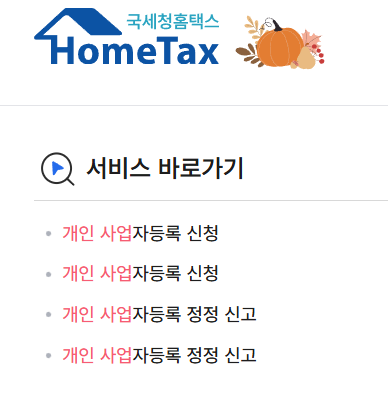 국세청홈택스
HomeTax
서비스 바로가기
개인 사업자등록 신청
개인 사업자등록 신청
개인 사업자등록 정정 신고
개인 사업자등록 정정 신고